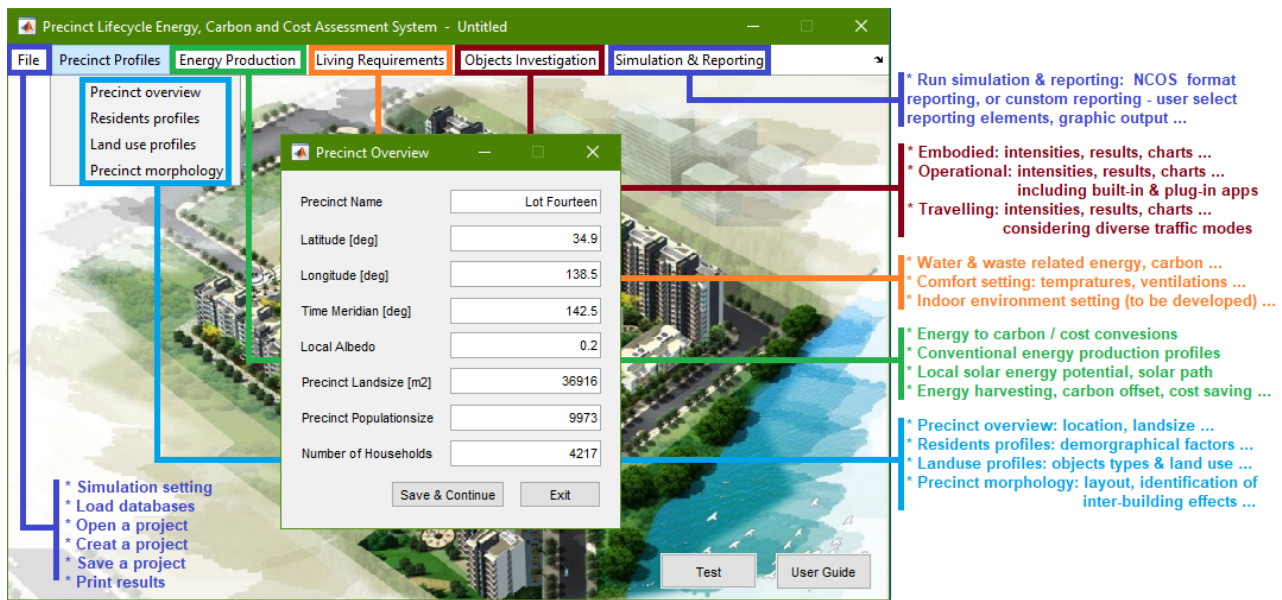 Precinct Lifecycle Energy, Carbon and Cost Assessment System - Untitled
File Precinct Profiles Energy Production Living Requirements Objects Investigation Simulation & Reporting
Precinct overview
Residents profiles
Land use profiles
Precinct morphology
Precinct Overview
Precinct Name Lot Fourteen
Latitude [deg] 34.9
Longitude [deg] 138.5
Time Meridian [deg] 142.5
Local Albedo 0.2
Precinct Landsize [m2] 36916
Precinct Populationsize 9973
Number of Households 4217
Save & Continue Exit
* Simulation setting
* Load databases
* Open a project
* Creat a project
* Save a project
* Print results
Test User Guide
* Run simulation & reporting: NCOS format
reporting, or cunstom reporting - user select
reporting elements, graphic output ...
* Embodied: intensities, results, charts ...
* Operational: intensities, results, charts ...
including built-in & plug-in apps
* Travelling: intensities, results, charts ...
considering diverse traffic modes
* Water & waste related energy, carbon ...
* Comfort setting: tempratures, ventilations ...
* Indoor environment setting (to be developed) ...
* Energy to carbon / cost convesions
* Conventional energy production profiles
* Local solar energy potential, solar path
* Energy harvesting, carbon offset, cost saving ...
* Precinct overview: location, landsize ...
* Residents profiles: demorgraphical factors ...
* Landuse profiles: objects types & land use ...
* Precinct morphology: layout, identification of
inter-building effects ...